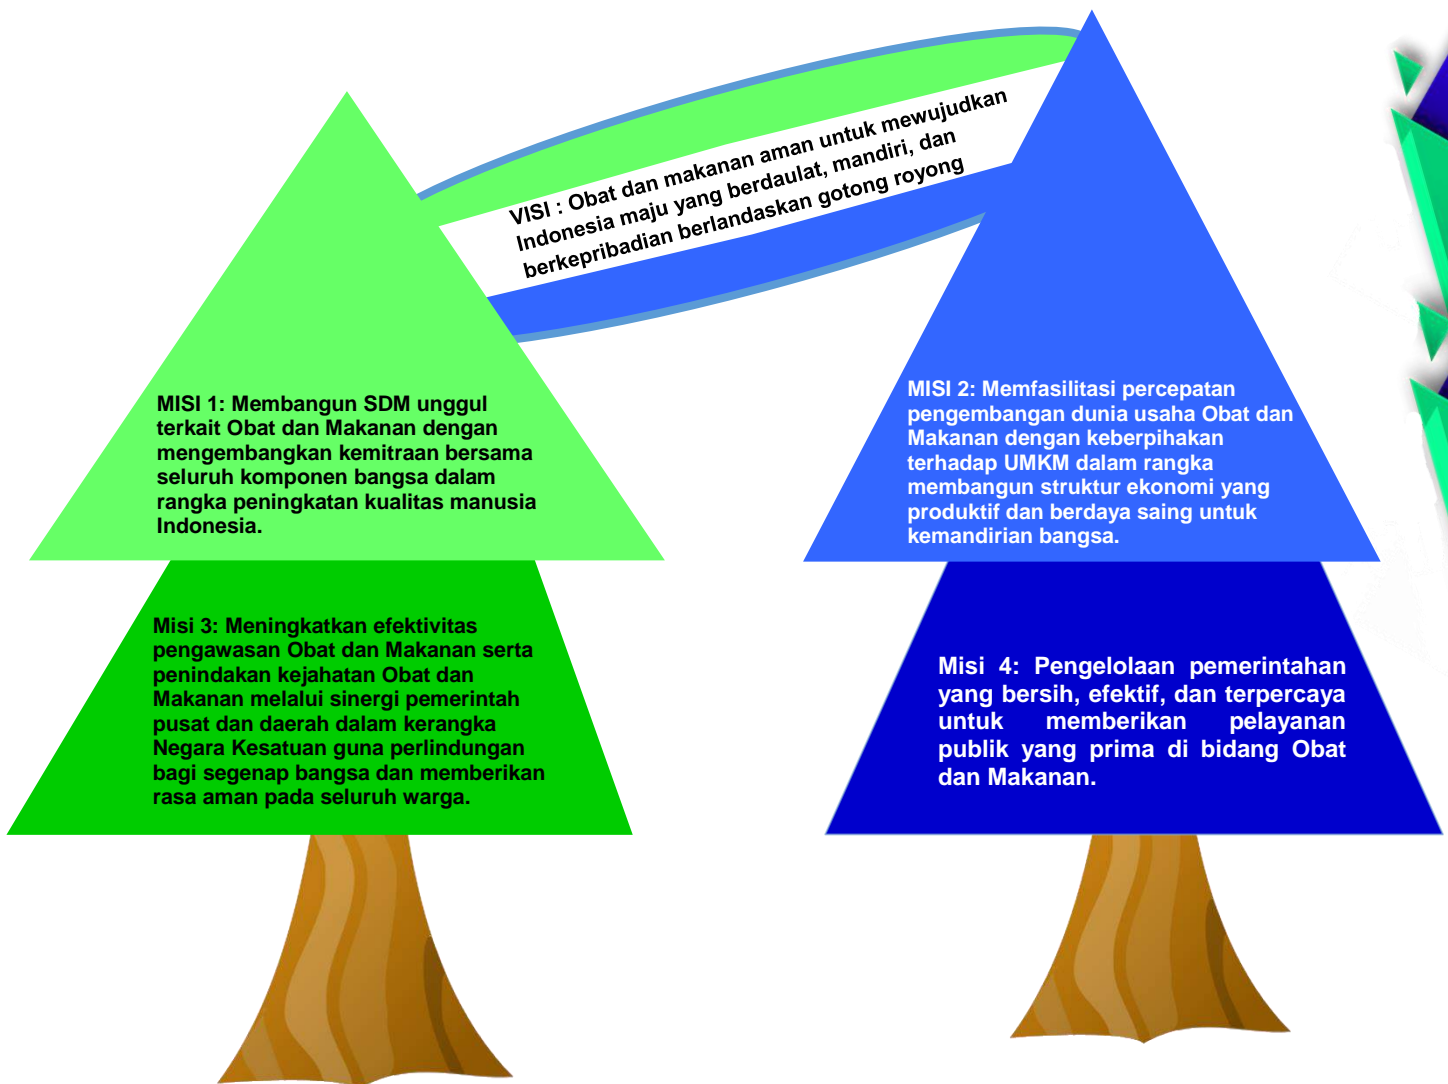 VISI : Obat dan makanan aman untuk mewujudkan
Indonesia maju yang berdaulat, mandiri, dan
berkepribadian berlandaskan gotong royong
MISI 1: Membangun SDM unggul
terkait Obat dan Makanan dengan
mengembangkan kemitraan bersama
seluruh komponen bangsa dalam
rangka peningkatan kualitas manusia
Indonesia.
MISI 2: Memfasilitasi percepatan
pengembangan dunia usaha Obat dan
Makanan dengan keberpihakan
terhadap UMKM dalam rangka
membangun struktur ekonomi yang
produktif dan berdaya saing untuk
kemandirian bangsa.
Misi 3: Meningkatkan efektivitas
pengawasan Obat dan Makanan serta
penindakan kejahatan Obat dan
Makanan melalui sinergi pemerintah
pusat dan daerah dalam kerangka
Negara Kesatuan guna perlindungan
bagi segenap bangsa dan memberikan
rasa aman pada seluruh warga.
Misi 4: Pengelolaan pemerintahan
yang bersih, efektif, dan terpercaya
untuk memberikan pelayanan
publik yang prima di bidang Obat
dan Makanan.